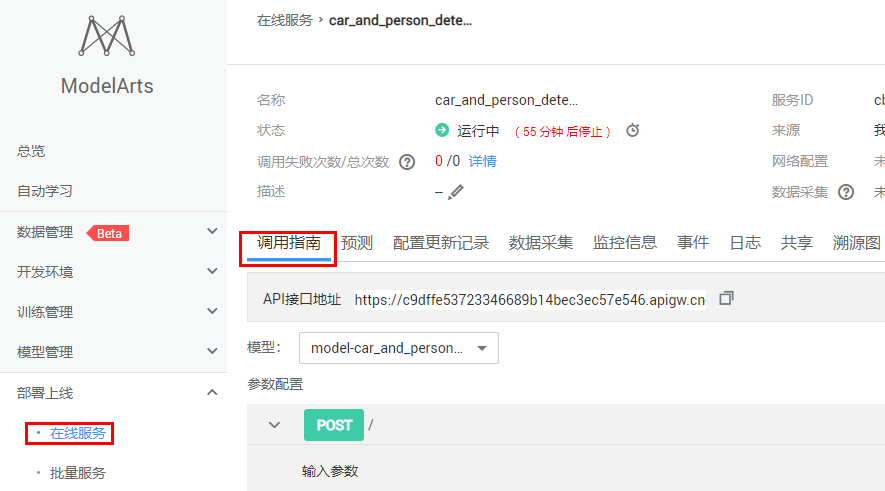 ModelArts
总览
自动学习
数据管理 Beta
开发环境
训练管理
模型管理
部署上线
在线服务
批量服务
在线服务 › car_and_person_dete...
名称 car_and_person_dete... 服务ID
状态 运行中 （55 分钟 后停止） 来源
调用失败次数/总次数 ? 0 /0 详情 网络配置
描述 -- 数据采集 ?
调用指南 预测 配置更新记录 数据采集 监控信息 事件 日志 共享 溯源图
API接口地址 https://c9dffe53723346689b14bec3ec57e546.apigw.cn
模型： model-car_and_person...
参数配置
POST /
输入参数